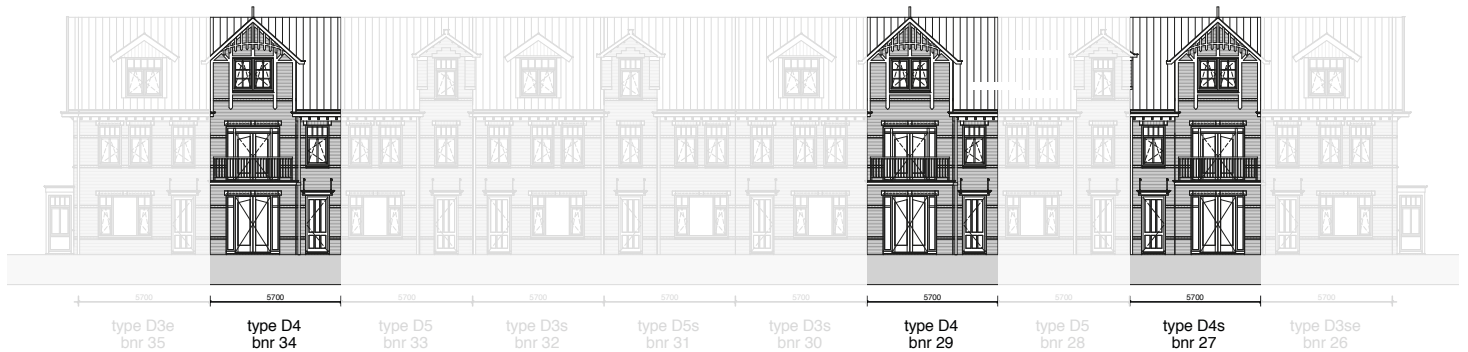 5700 5700 5700 5700 5700 5700 5700 5700 5700 5700
type D3e type D4 type D5 type D3s type D5s type D3s type D4 type D5 type D4s type D3se
bnr 35 bnr 34 bnr 33 bnr 32 bnr 31 bnr 30 bnr 29 bnr 28 bnr 27 bnr 26